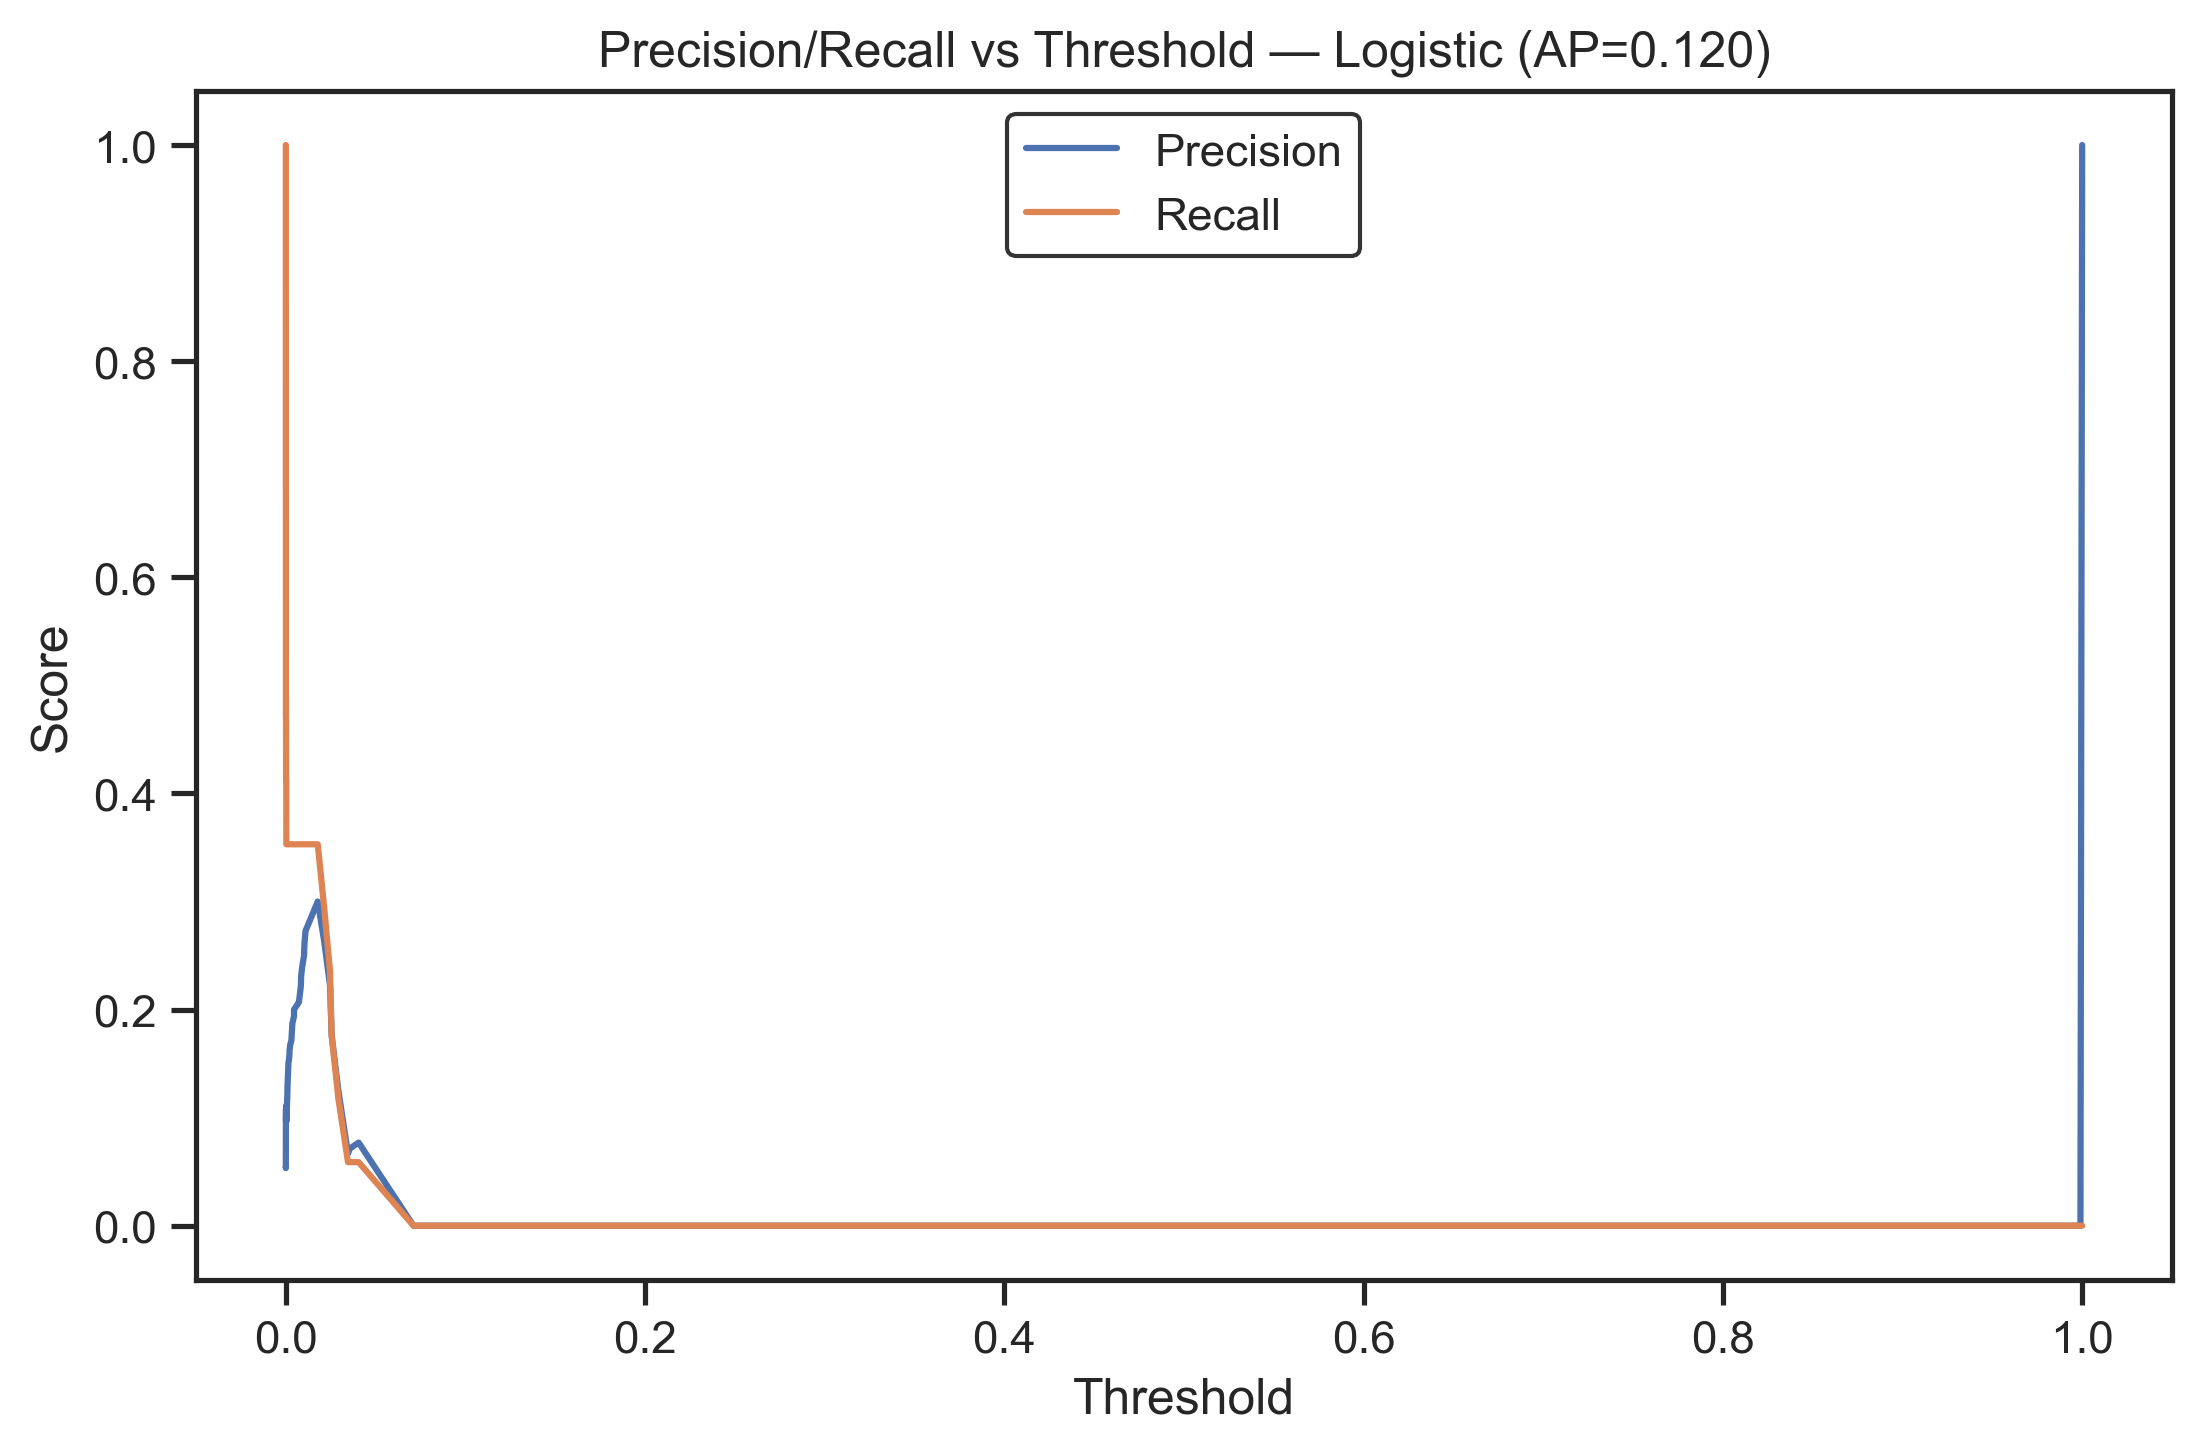 Precision/Recall vs Threshold — Logistic (AP=0.120)
Precision
Recall
1.0
0.8
0.6
0.4
0.2
0.0
Score
0.0 0.2 0.4 0.6 0.8 1.0
Threshold